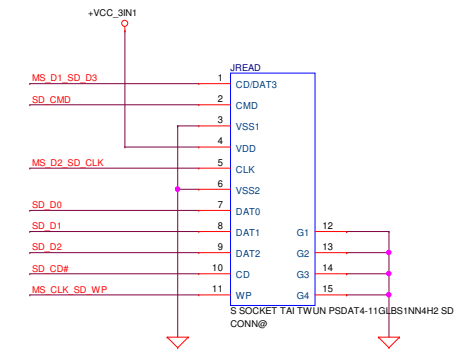 +VCC_3IN1
JREAD
MS_D1_SD_D3 1 CD/DAT3
SD_CMD 2 CMD
3 VSS1
4 VDD
MS_D2_SD_CLK 5 CLK
6 VSS2
SD_D0 7 DAT0
SD_D1 8 DAT1 G1 12
SD_D2 9 DAT2 G2 13
SD_CD# 10 CD G3 14
MS_CLK_SD_WP 11 WP G4 15
S SOCKET TAI TWUN PSDAT4-11GLBS1NN4H2 SD
CONN@